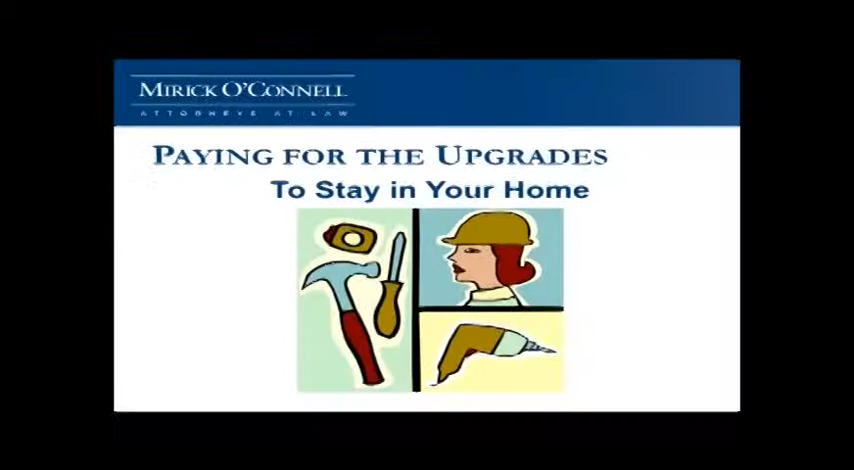 MIRICK O'CONNELL
ATTORNEYS AT LAW
PAYING FOR THE UPGRADES
To Stay in Your Home